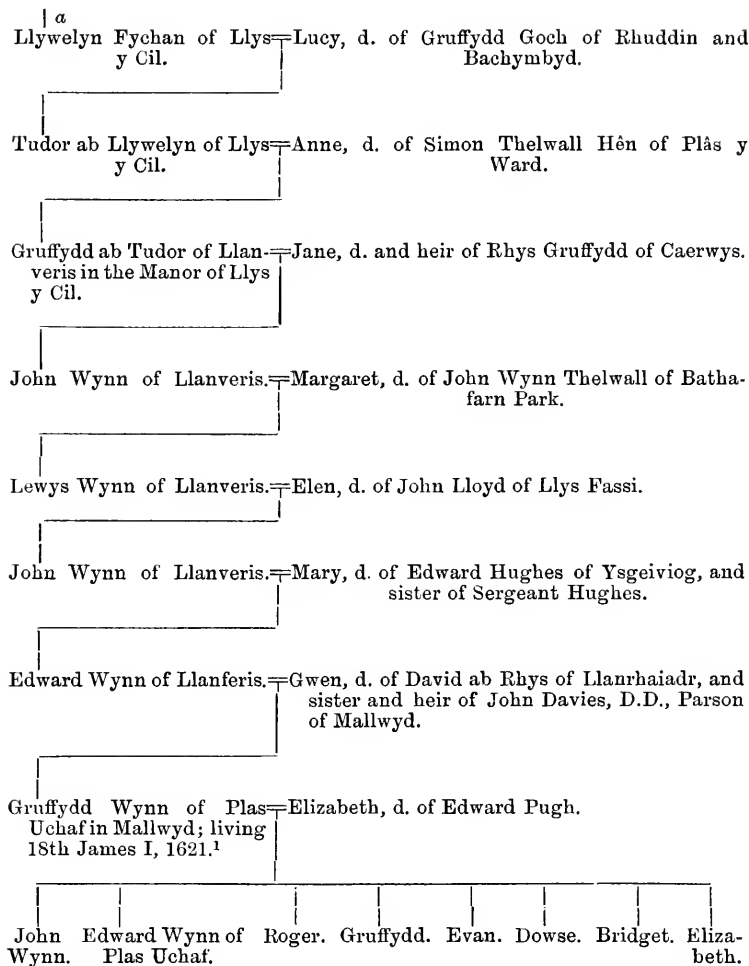 a
Llywelyn Fychan of Llys Lucy, d. of Gruffydd Goch of Rhuddin and
y Cil. Bachymbyd.
Tudor ab Llywelyn of Llys Anne, d. of Simon Thelwall Hên of Plâs y
y Cil. Ward.
Gruffydd ab Tudor of Llan- Jane, d. and heir of Rhys Gruffydd of Caerwys.
veris in the Manor of Llys
y Cil.
John Wynn of Llanveris. Margaret, d. of John Wynn Thelwall of Batha-
farn Park.
Lewys Wynn of Llanveris. Elen, d. of John Lloyd of Llys Fassi.
John Wynn of Llanveris. Mary, d. of Edward Hughes of Ysgeiviog, and
sister of Sergeant Hughes.
Edward Wynn of Llanferis. Gwen, d. of David ab Rhys of Llanrhaiadr, and
sister and heir of John Davies, D.D., Parson
of Mallwyd.
Gruffydd Wynn of Plas Elizabeth, d. of Edward Pugh.
Uchaf in Mallwyd; living
18th James I, 1621.¹
John Edward Wynn of Roger. Gruffydd. Evan. Dowse. Bridget. Eliza-
Wynn. Plas Uchaf. beth.